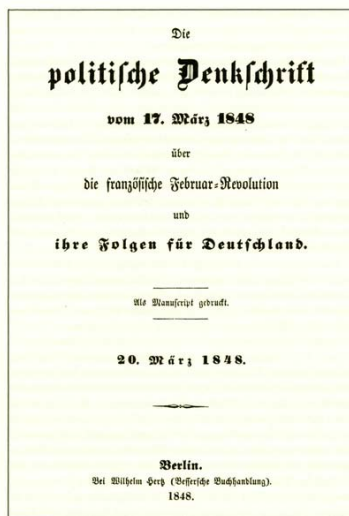 Die
politische Denkschrift
vom 17. März 1848
über
die französische Februar-Revolution
und
ihre Folgen für Deutschland.
Als Manuscript gedruckt.
20. März 1848.
Berlin.
Bei Wilhelm Hertz (Bessersche Buchhandlung).
1848.